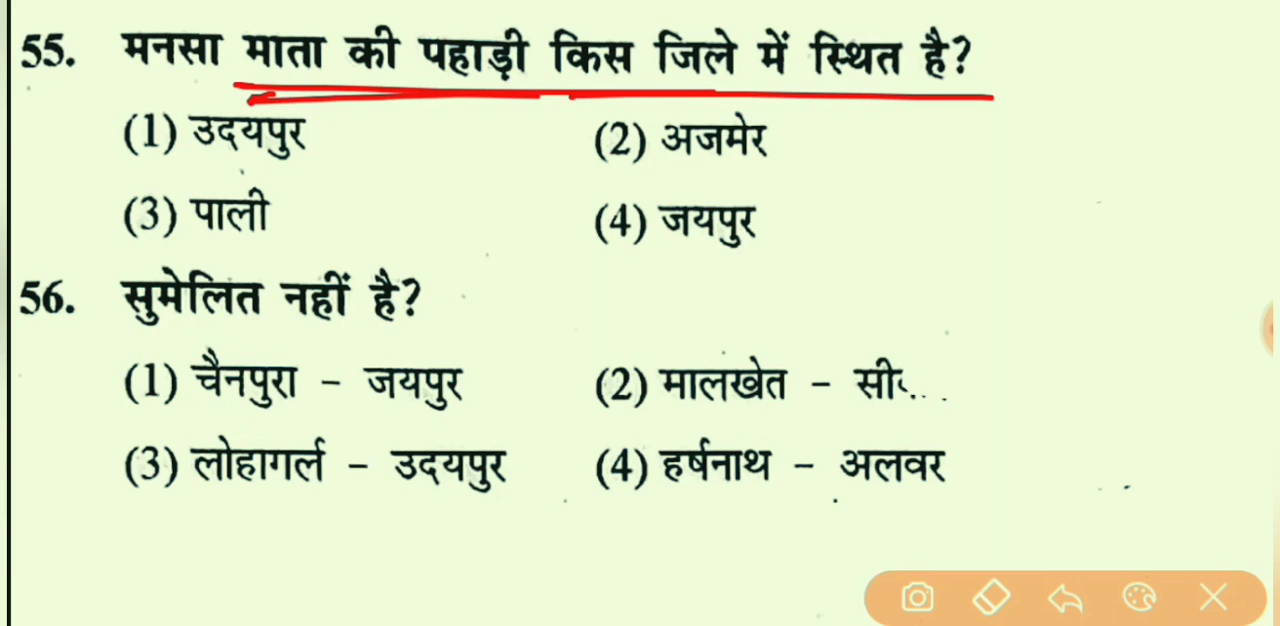 55. मनसा माता की पहाड़ी किस जिले में स्थित है?
(1) उदयपुर (2) अजमेर
(3) पाली (4) जयपुर
56. सुमेलित नहीं है?
(1) चैनपुरा - जयपुर (2) मालखेत -
(3) लोहागर्ल - उदयपुर (4) हर्षनाथ - अलवर